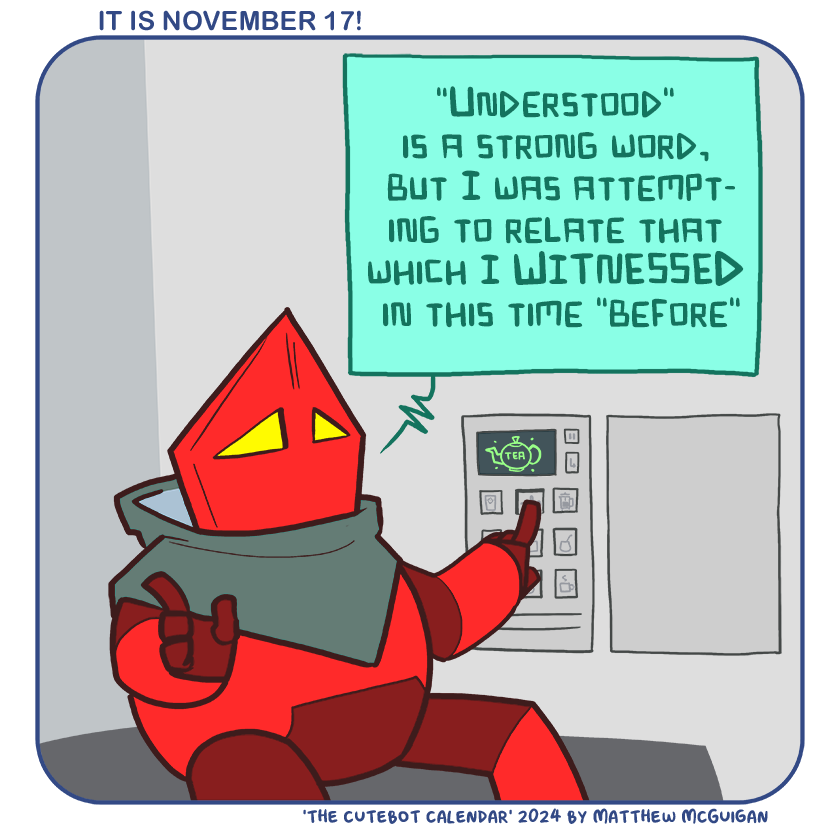 IT IS NOVEMBER 17!
"UNDERSTOOD"
IS A STRONG WORD,
BUT I WAS ATTEMPT-
ING TO RELATE THAT
WHICH I WITNESSED
IN THIS TIME "BEFORE"
TEA
'THE CUTEBOT CALENDAR' 2024 BY MATTHEW MCGUIGAN